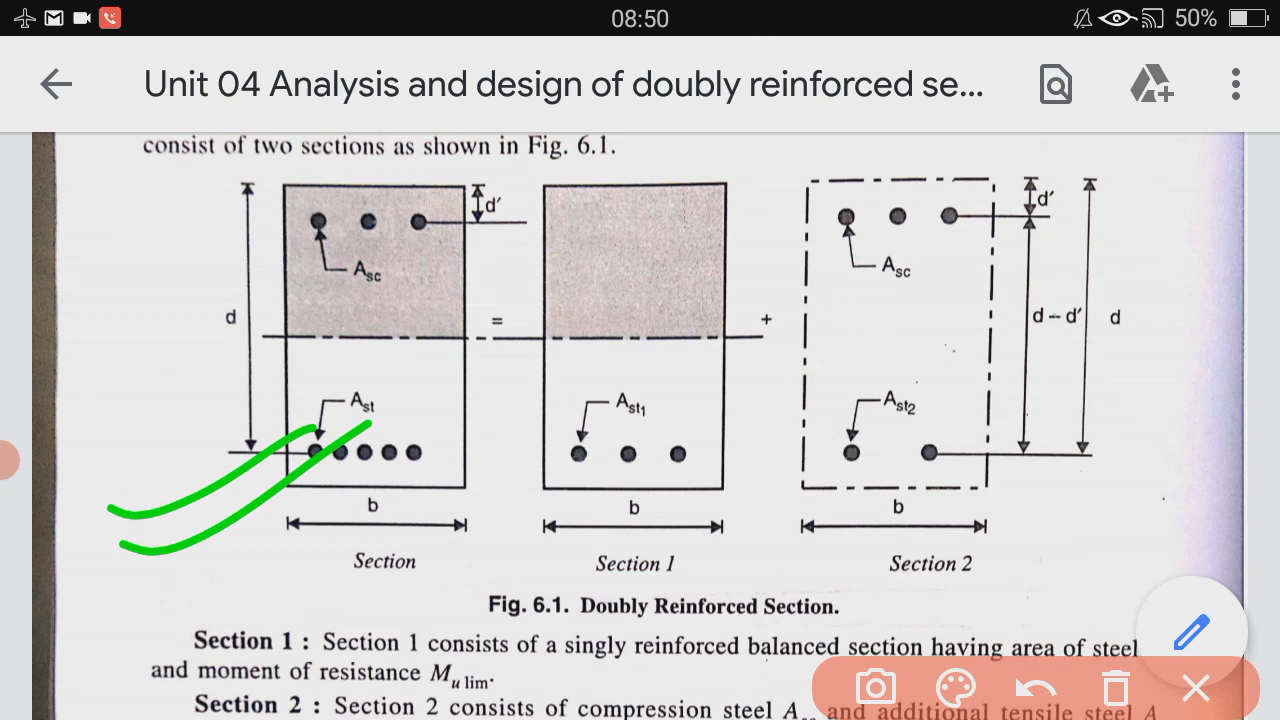 08:50
50%
Unit 04 Analysis and design of doubly reinforced se...
consist of two sections as shown in Fig. 6.1.
d'
d'
Asc
Asc
d
=
+
d - d'
d
Ast
Ast1
Ast2
b
b
b
Section
Section 1
Section 2
Fig. 6.1. Doubly Reinforced Section.
Section 1 : Section 1 consists of a singly reinforced balanced section having area of steel
and moment of resistance Mu lim.
Section 2 : Section 2 consists of compression steel A and additional tensile steel A